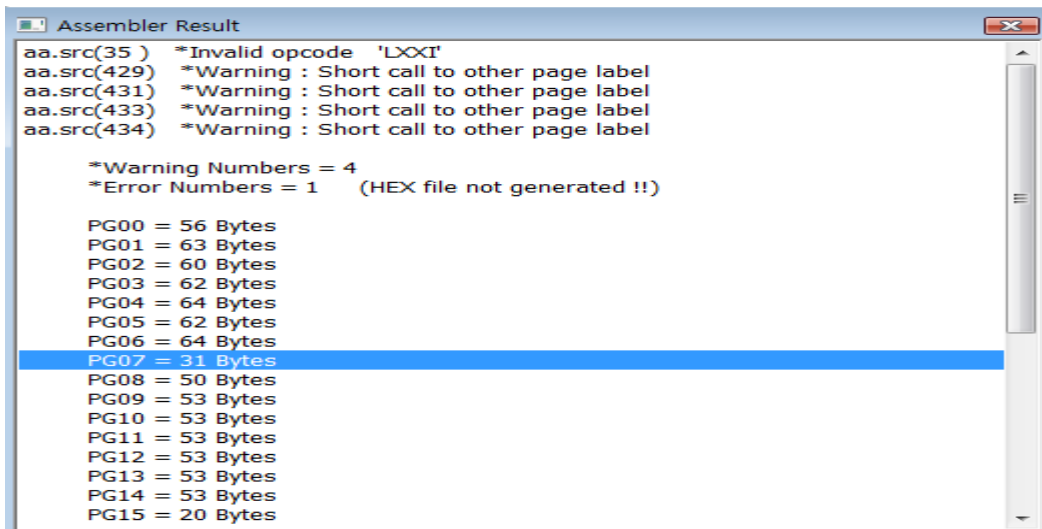 Assembler Result
aa.src(35 )  *Invalid opcode   'LXXI'
aa.src(429)  *Warning : Short call to other page label
aa.src(431)  *Warning : Short call to other page label
aa.src(433)  *Warning : Short call to other page label
aa.src(434)  *Warning : Short call to other page label
*Warning Numbers = 4
*Error Numbers = 1    (HEX file not generated !!)
PG00 = 56 Bytes
PG01 = 63 Bytes
PG02 = 60 Bytes
PG03 = 62 Bytes
PG04 = 64 Bytes
PG05 = 62 Bytes
PG06 = 64 Bytes
PG07 = 31 Bytes
PG08 = 50 Bytes
PG09 = 53 Bytes
PG10 = 53 Bytes
PG11 = 53 Bytes
PG12 = 53 Bytes
PG13 = 53 Bytes
PG14 = 53 Bytes
PG15 = 20 Bytes